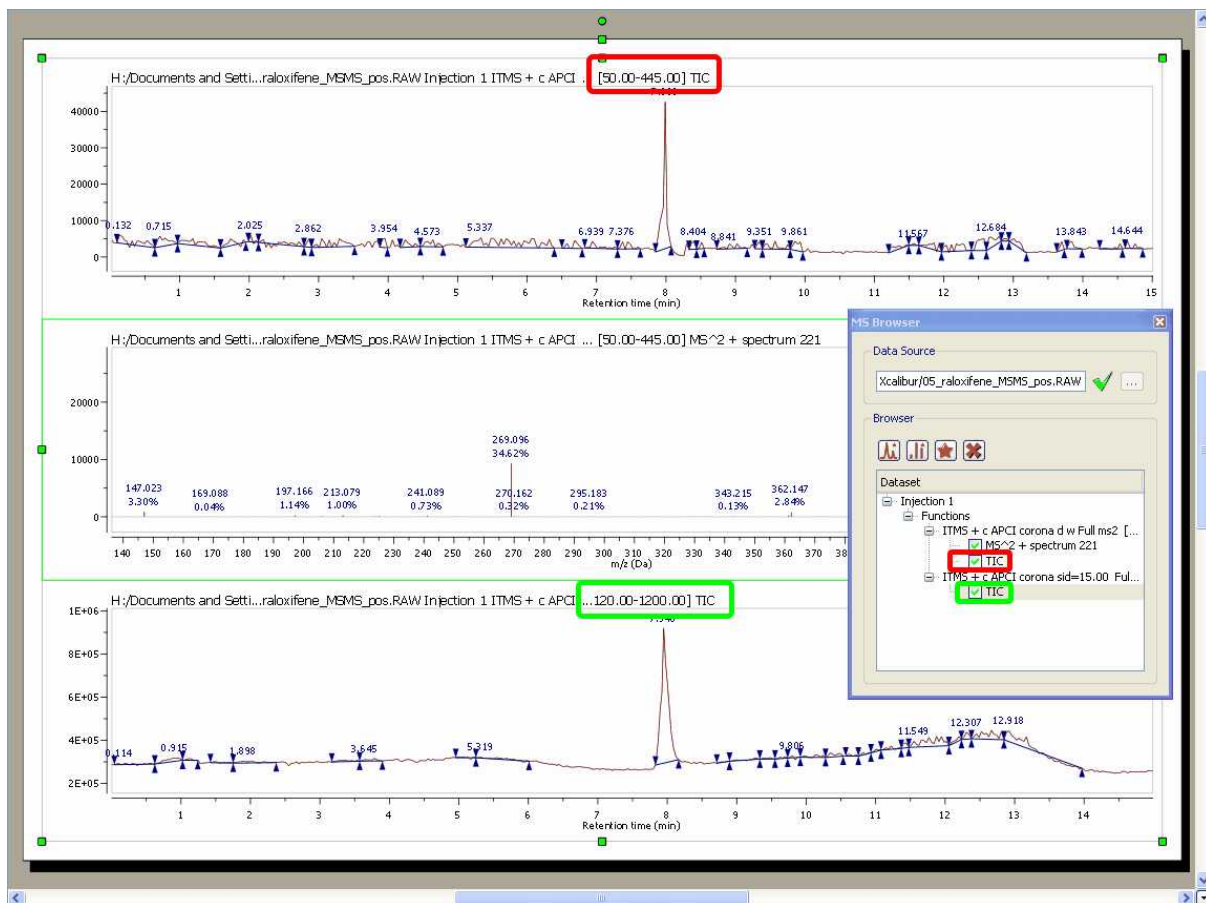 H:/Documents and Setti...raloxifene_MSMS_pos.RAW Injection 1 ITMS + c APCI ... [50.00-445.00] TIC
40000
30000
20000
10000
0
0.132 0.715 2.025 2.862 3.954 4.573 5.337 6.939 7.376 8.404 8.841 9.351 9.861 11.567 12.684 13.843 14.644
1 2 3 4 5 6 7 8 9 10 11 12 13 14 15
Retention time (min)
H:/Documents and Setti...raloxifene_MSMS_pos.RAW Injection 1 ITMS + c APCI ... [50.00-445.00] MS^2 + spectrum 221
20000
10000
0
147.023 169.088 197.166 213.079 241.089 269.096 270.162 295.183 343.215 362.147
3.30% 0.04% 1.14% 1.00% 0.73% 34.62% 0.32% 0.21% 0.13% 2.84%
140 150 160 170 180 190 200 210 220 230 240 250 260 270 280 290 300 310 320 330 340 350 360 370 380
m/z (Da)
H:/Documents and Setti...raloxifene_MSMS_pos.RAW Injection 1 ITMS + c APCI ...120.00-1200.00] TIC
1E+06
8E+05
6E+05
4E+05
2E+05
0.114 0.915 1.898 3.645 5.319 9.806 11.549 12.307 12.918
1 2 3 4 5 6 7 8 9 10 11 12 13 14
Retention time (min)
MS Browser
Data Source
Xcalibur/05_raloxifene_MSMS_pos.RAW
...
Browser
Dataset
Injection 1
Functions
ITMS + c APCI corona d w Full ms2 [...
MS^2 + spectrum 221
TIC
ITMS + c APCI corona sid=15.00 Ful...
TIC